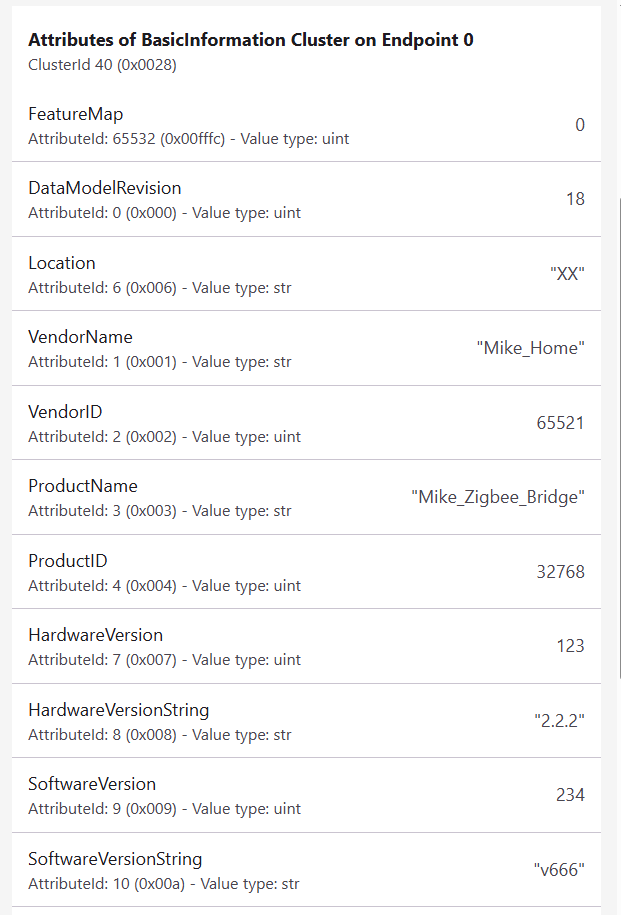 Attributes of BasicInformation Cluster on Endpoint 0
ClusterId 40 (0x0028)
FeatureMap
AttributeId: 65532 (0x00fffc) - Value type: uint
0
DataModelRevision
AttributeId: 0 (0x000) - Value type: uint
18
Location
AttributeId: 6 (0x006) - Value type: str
"XX"
VendorName
AttributeId: 1 (0x001) - Value type: str
"Mike_Home"
VendorID
AttributeId: 2 (0x002) - Value type: uint
65521
ProductName
AttributeId: 3 (0x003) - Value type: str
"Mike_Zigbee_Bridge"
ProductID
AttributeId: 4 (0x004) - Value type: uint
32768
HardwareVersion
AttributeId: 7 (0x007) - Value type: uint
123
HardwareVersionString
AttributeId: 8 (0x008) - Value type: str
"2.2.2"
SoftwareVersion
AttributeId: 9 (0x009) - Value type: uint
234
SoftwareVersionString
AttributeId: 10 (0x00a) - Value type: str
"v666"